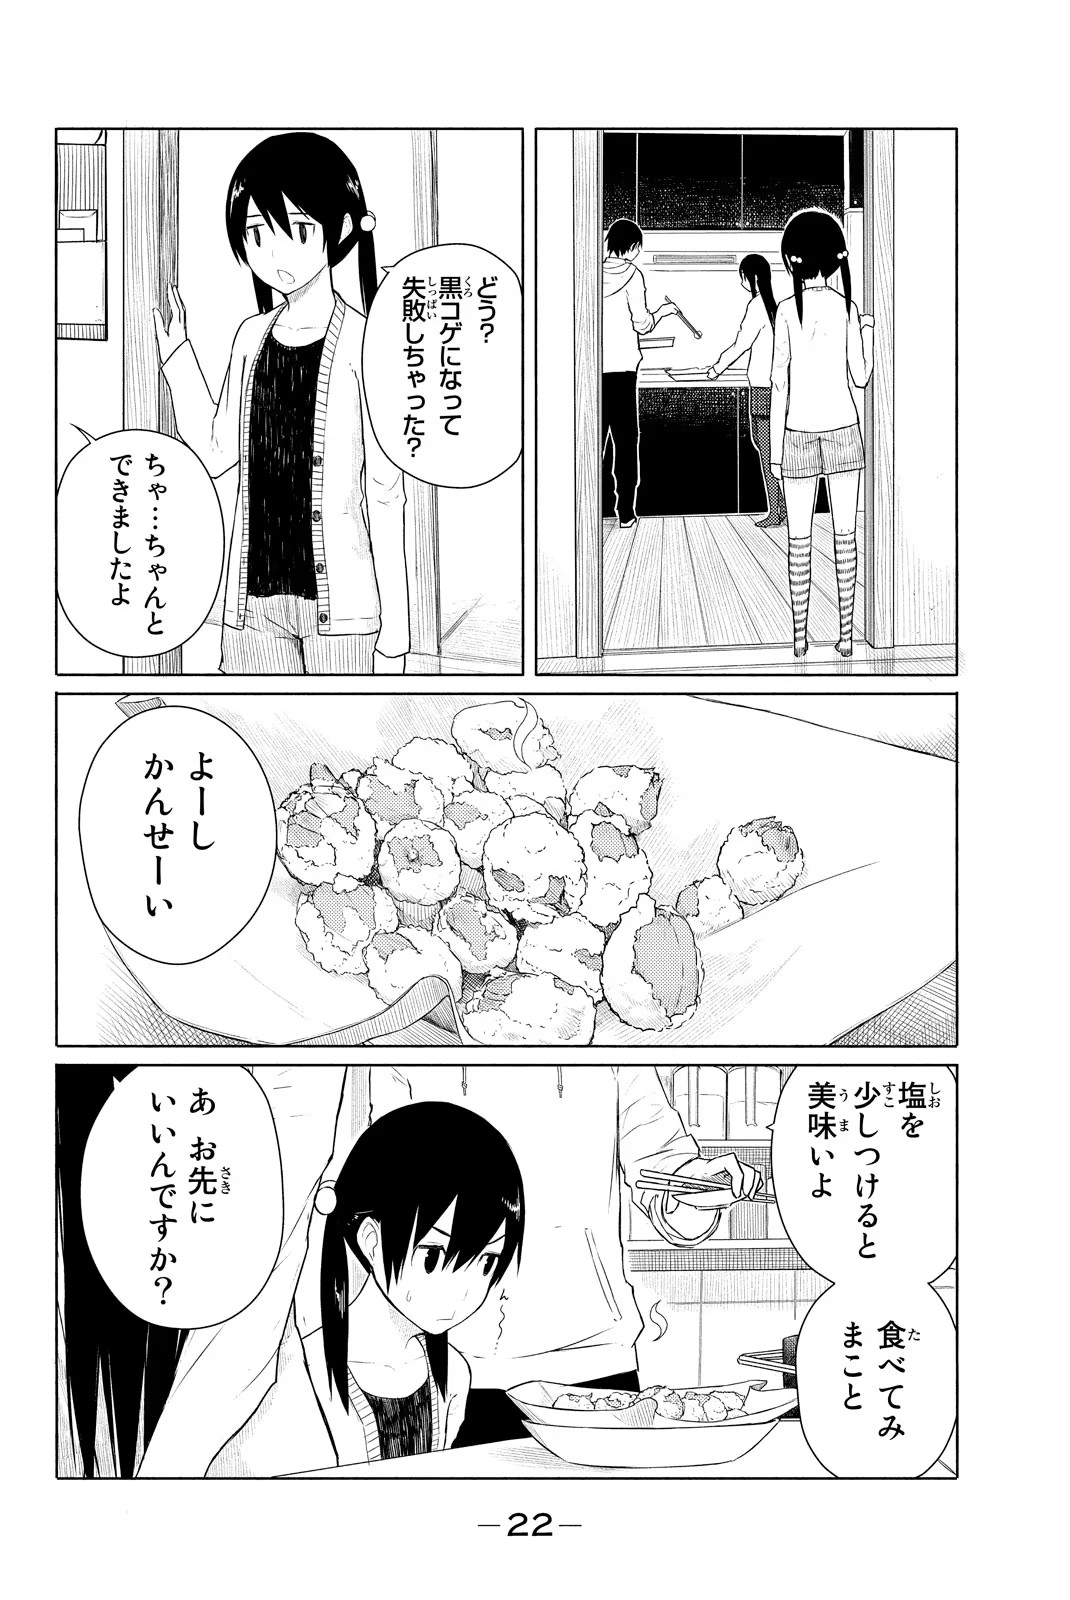 どう？
黒コゲになって
失敗しちゃった？
ちゃ…ちゃんと
できましたよ
よーし
かんせーい
塩を
少しつけると
美味いよ
食べてみ
まこと
あ お先に
いいんですか？
—22—